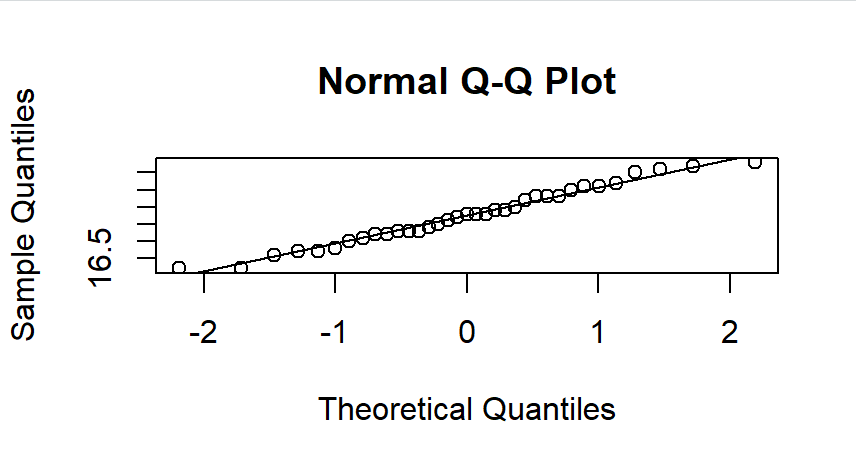 Normal Q-Q Plot
Sample Quantiles
16.5
-2 -1 0 1 2
Theoretical Quantiles